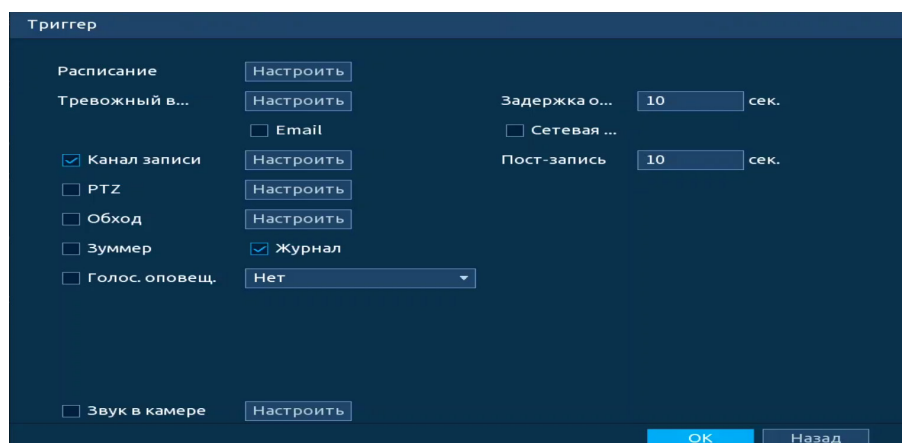 Триггер
Расписание Настроить
Тревожный в... Настроить Задержка о... 10 сек.
Email Сетевая ...
Канал записи Настроить Пост-запись 10 сек.
PTZ Настроить
Обход Настроить
Зуммер Журнал
Голос. оповещ. Нет
Звук в камере Настроить
OK Назад